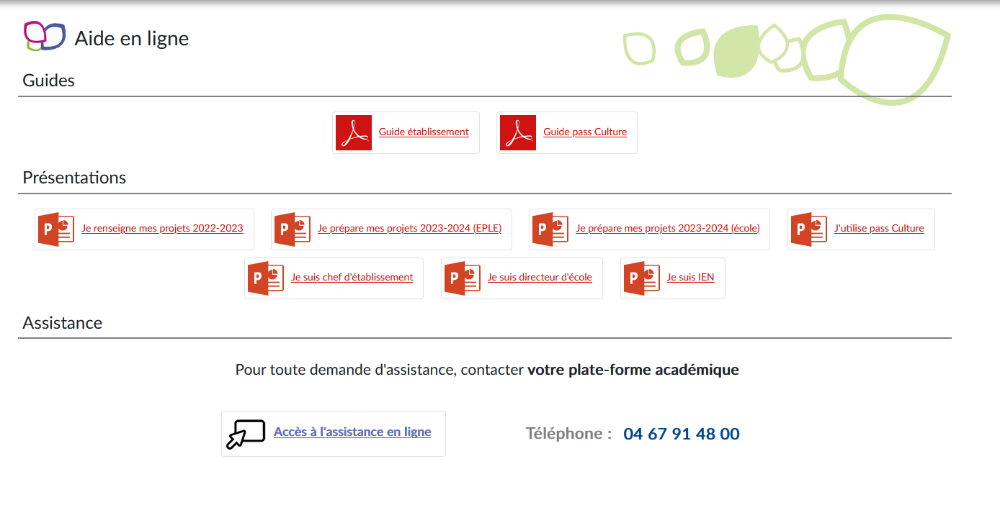 Aide en ligne
Guides
Guide établissement
Guide pass Culture
Présentations
Je renseigne mes projets 2022-2023
Je prépare mes projets 2023-2024 (EPLE)
Je prépare mes projets 2023-2024 (école)
J'utilise pass Culture
Je suis chef d'établissement
Je suis directeur d'école
Je suis IEN
Assistance
Pour toute demande d'assistance, contacter votre plate-forme académique
Accès à l'assistance en ligne
Téléphone : 04 67 91 48 00